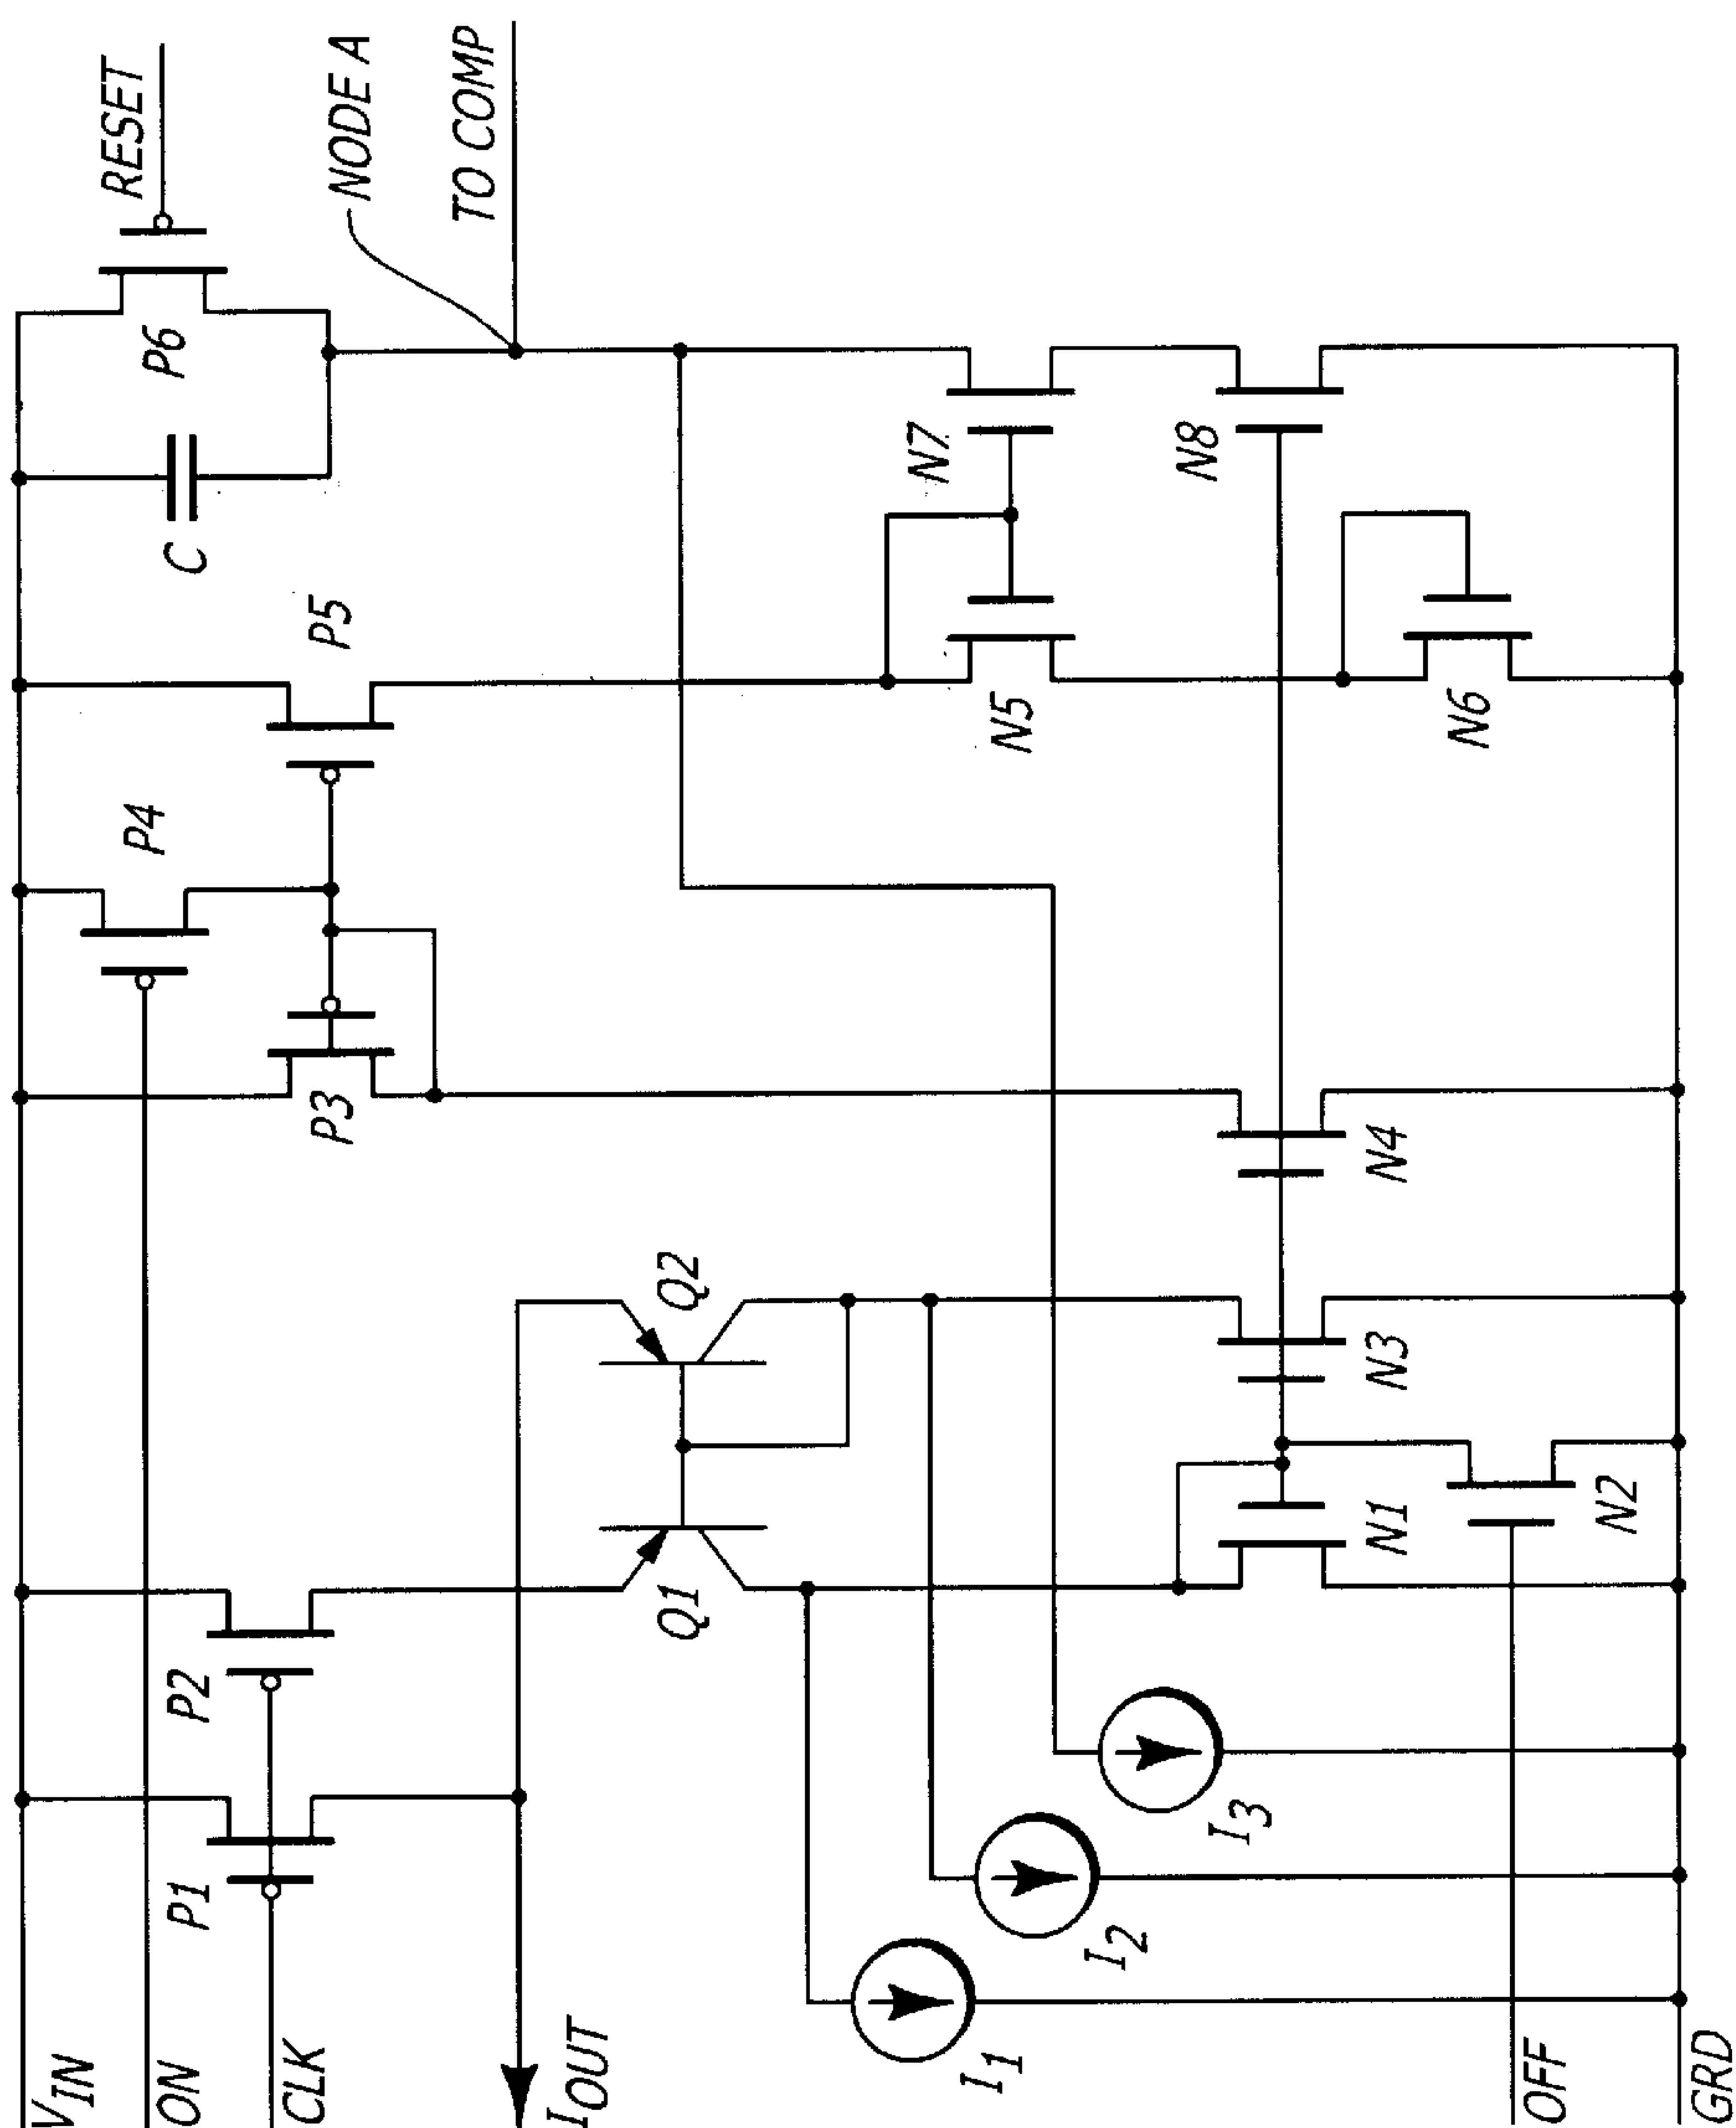 RESET
NODE A
TO COMP
P6
C
P5
P4
P3
N7
N8
N5
N6
N4
Q2
Q1
N3
N1
N2
P2
P1
I3
I2
I1
VIN
ON
CLK
IOUT
OFF
GRD